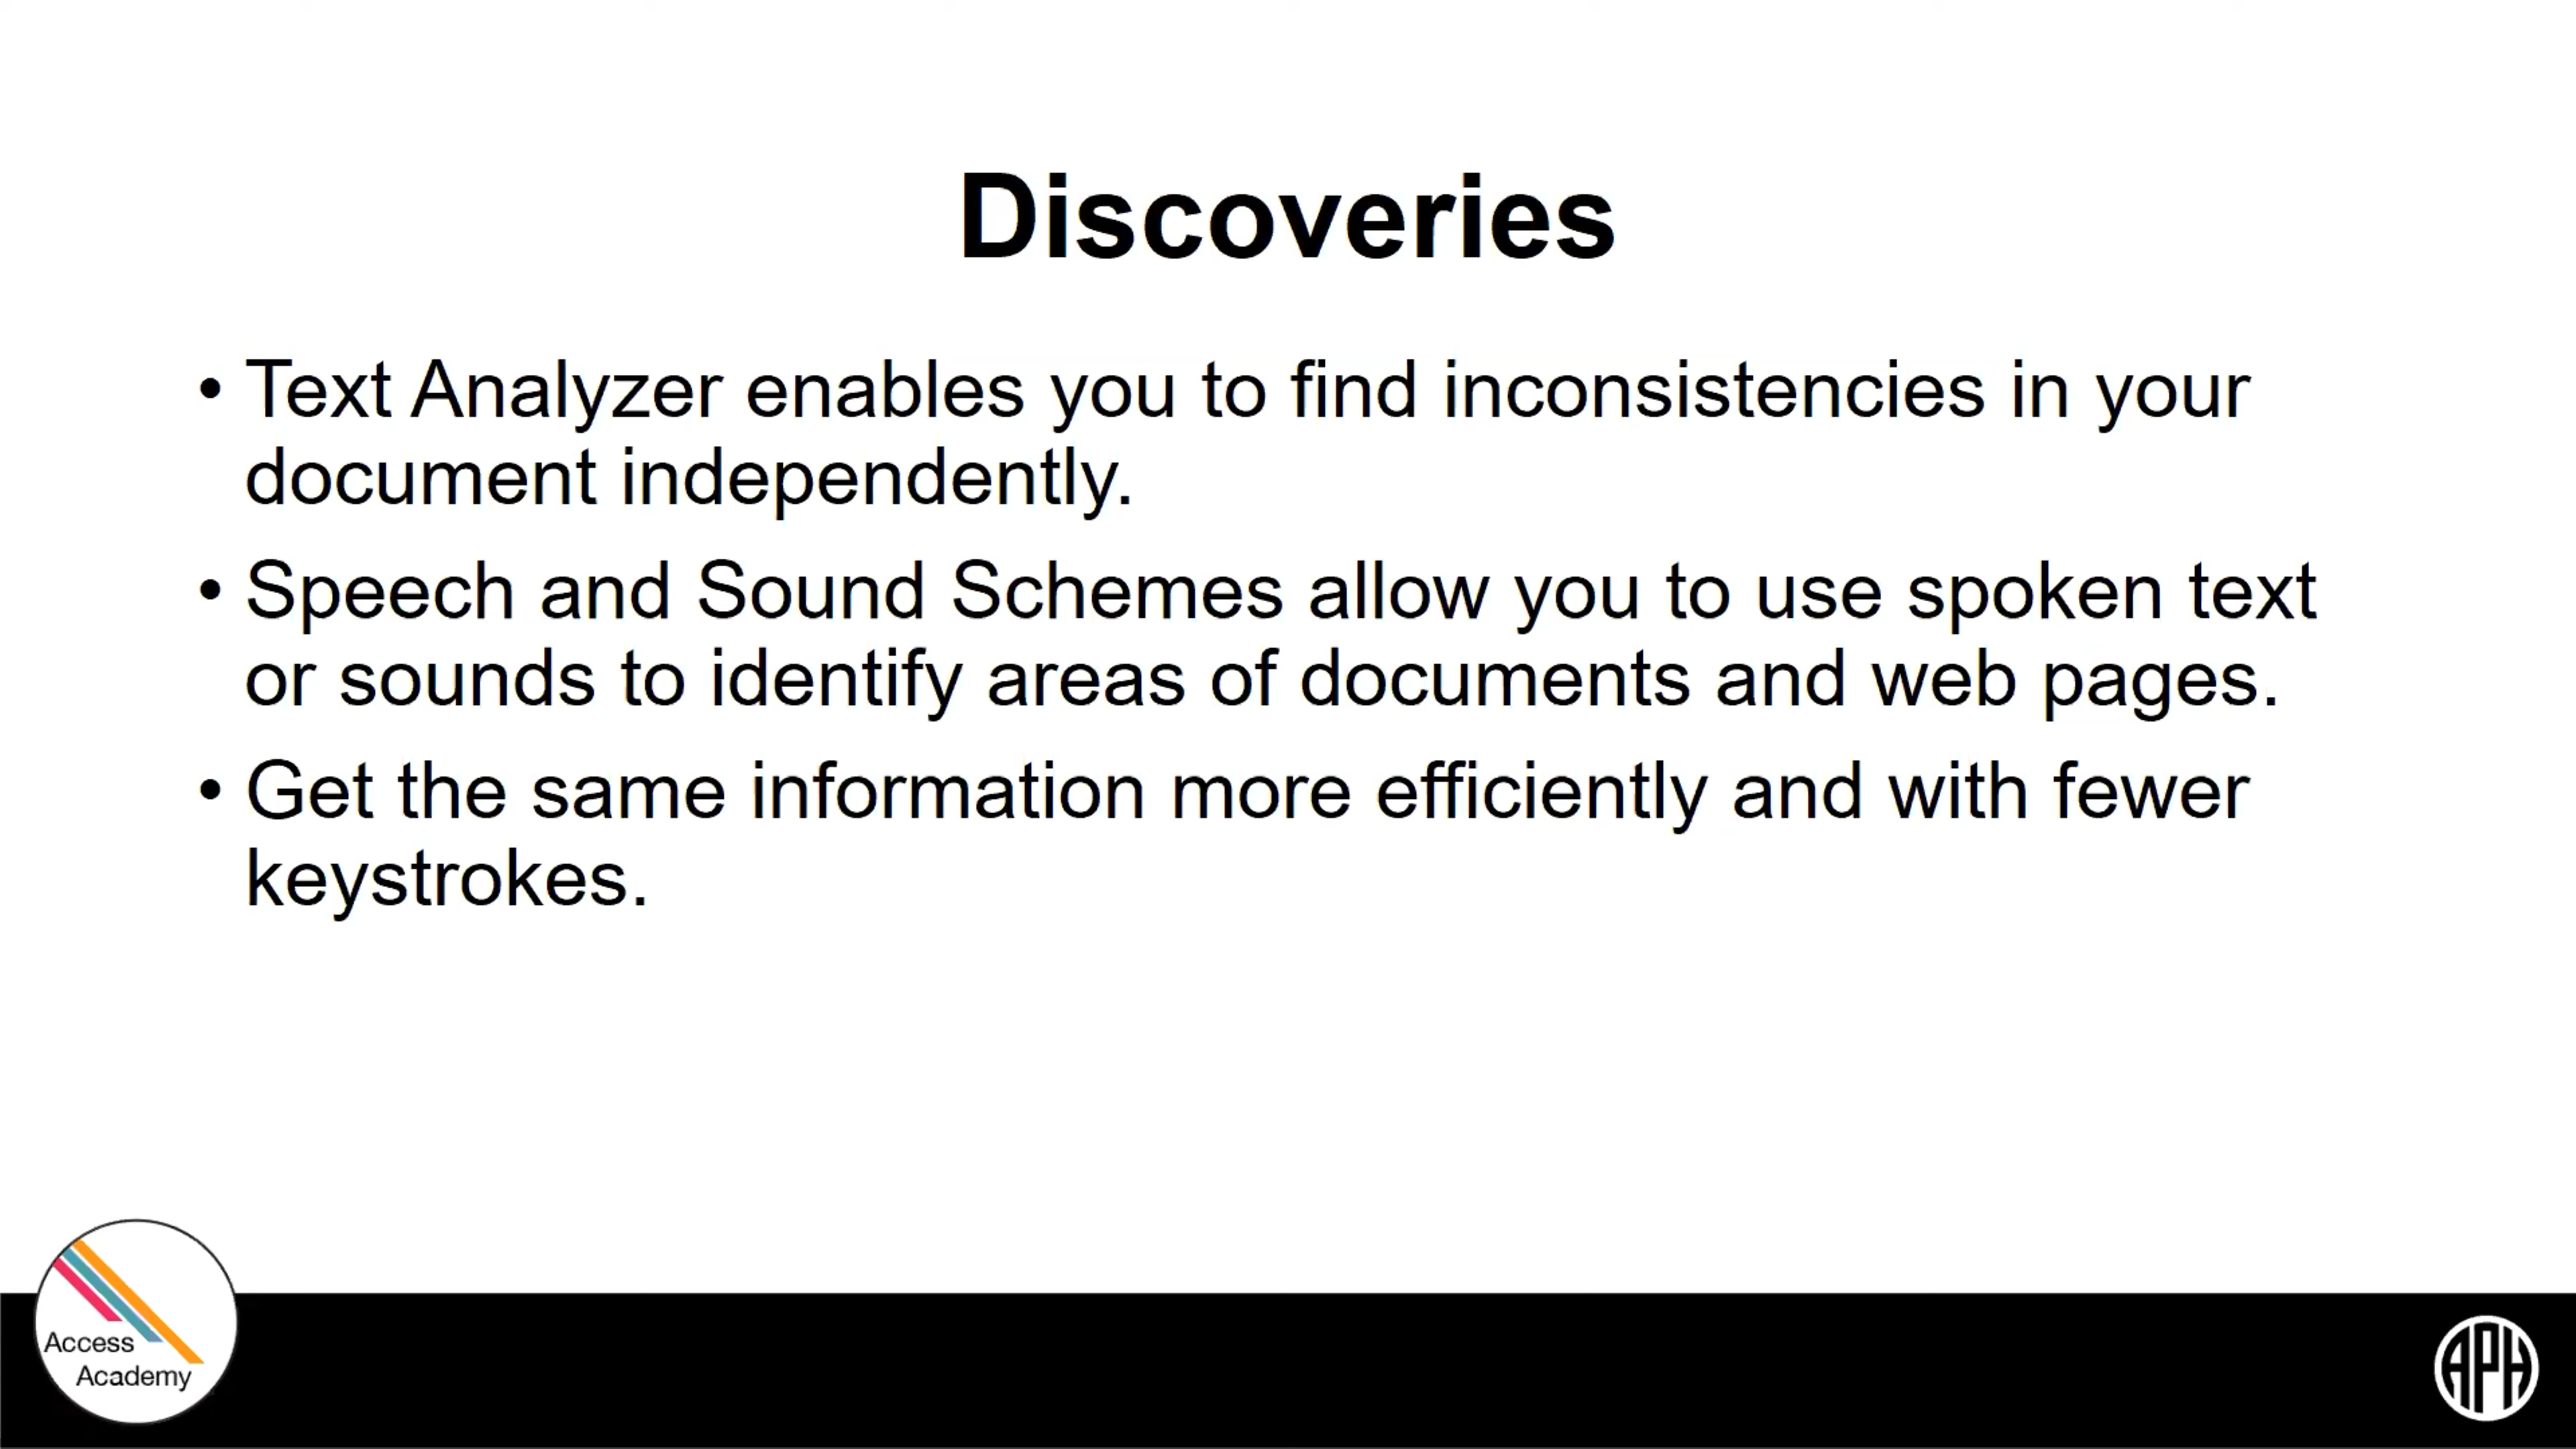 Discoveries
• Text Analyzer enables you to find inconsistencies in your
document independently.
• Speech and Sound Schemes allow you to use spoken text
or sounds to identify areas of documents and web pages.
• Get the same information more efficiently and with fewer
keystrokes.
Access
Academy
APH